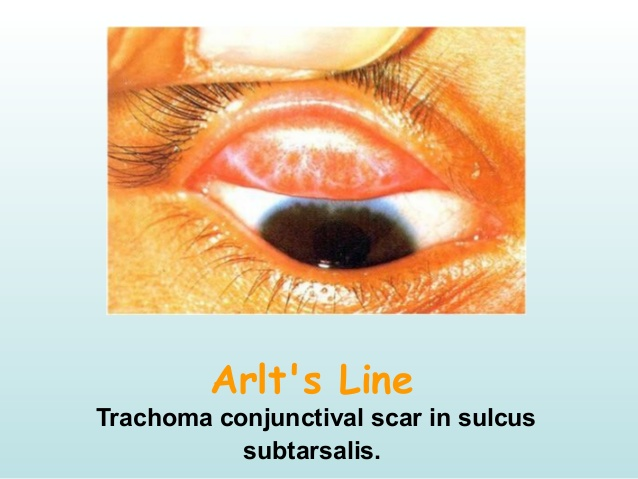 Arlt's Line
Trachoma conjunctival scar in sulcus
subtarsalis.